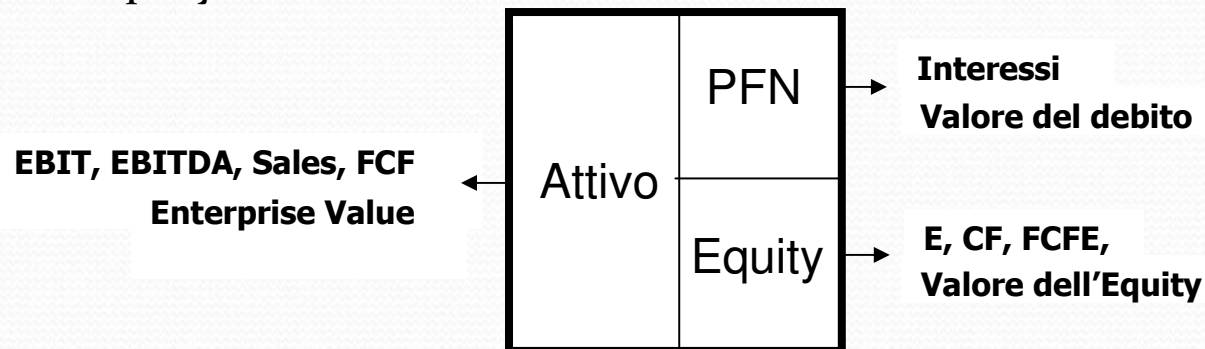 PFN
Interessi
Valore del debito
EBIT, EBITDA, Sales, FCF
Enterprise Value
Attivo
Equity
E, CF, FCFE,
Valore dell'Equity